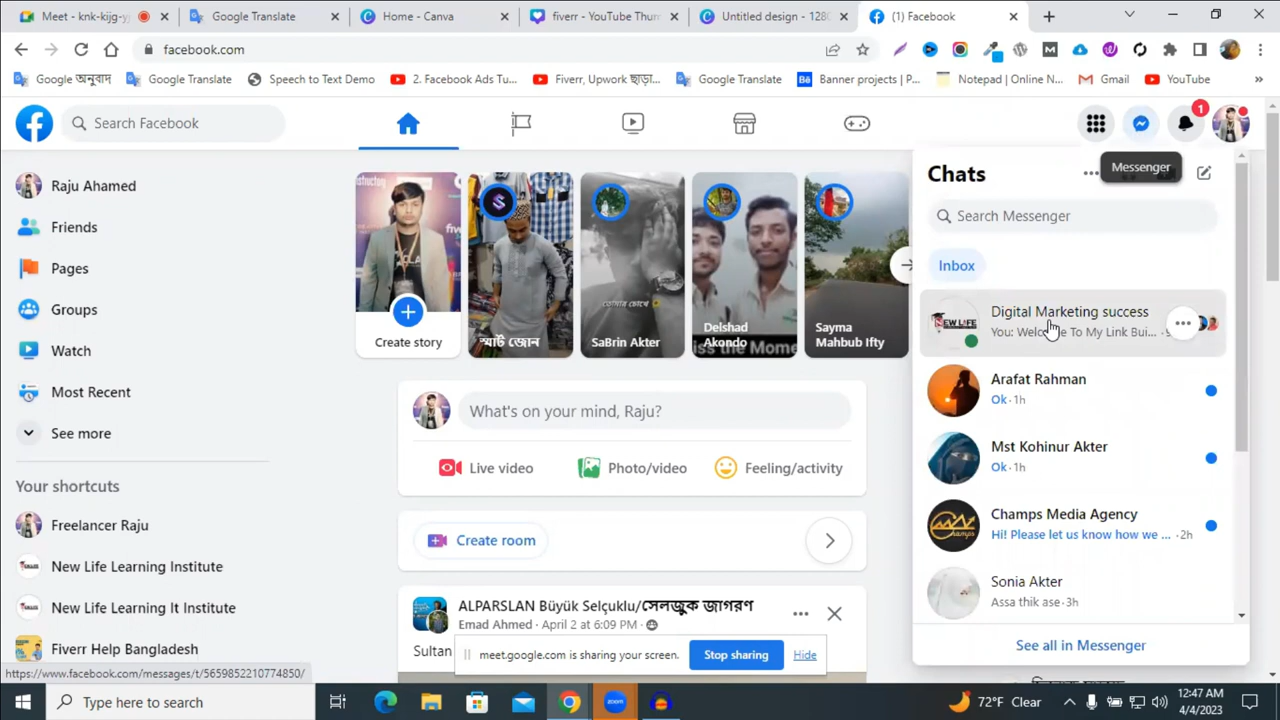 Meet - knk-kijg-yj
Google Translate
Home - Canva
fiverr - YouTube Thum
Untitled design - 1280
(1) Facebook
facebook.com
Google অনুবাদ
Google Translate
Speech to Text Demo
2. Facebook Ads Tu...
Fiverr, Upwork ছাড়া...
Google Translate
Banner projects | P...
Notepad | Online N...
Gmail
YouTube
Search Facebook
1
Messenger
Raju Ahamed
Friends
Pages
Groups
Watch
Most Recent
See more
Your shortcuts
Freelancer Raju
New Life Learning Institute
New Life Learning It Institute
Fiverr Help Bangladesh
https://www.facebook.com/messages/t/5659852210774850/
Create story
স্মার্ট জোন
তোমার চোখে
SaBrin Akter
Delshad
Akondo
iss the Mome
Sayma
Mahbub Ifty
What's on your mind, Raju?
Live video
Photo/video
Feeling/activity
Create room
ALPARSLAN Büyük Selçuklu/সেলজুক জাগরণ
Emad Ahmed · April 2 at 6:09 PM ·
Sultan
meet.google.com is sharing your screen.
Stop sharing
Hide
Chats
Search Messenger
Inbox
NEW LIFE
Digital Marketing success
You: Welcome To My Link Bui... ·
Arafat Rahman
Ok · 1h
Mst Kohinur Akter
Ok · 1h
Champs Media Agency
Hi! Please let us know how we ... · 2h
Sonia Akter
Assa thik ase · 3h
See all in Messenger
Type here to search
zoom
72°F Clear
12:47 AM
4/4/2023